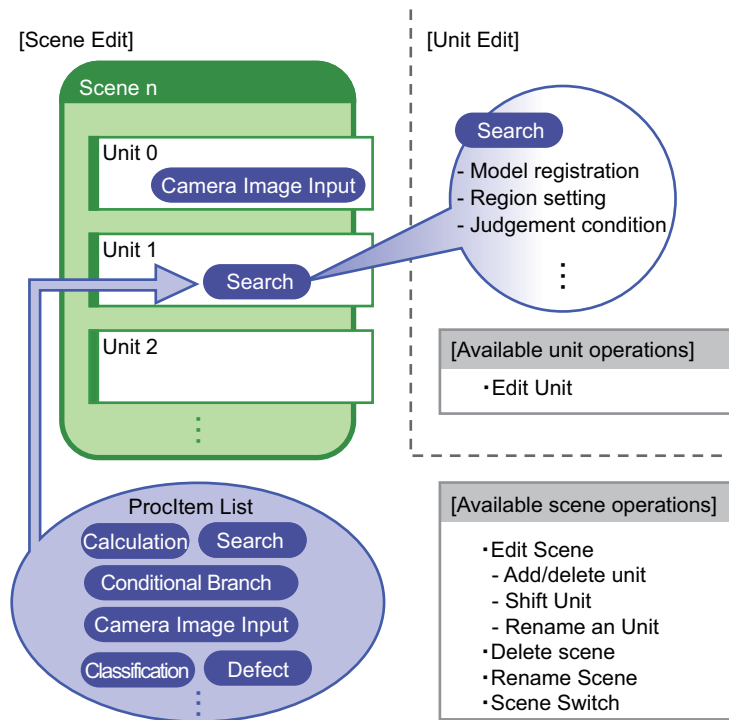 [Scene Edit]
Scene n
Unit 0
Camera Image Input
Unit 1
Search
Unit 2
⋮
ProcItem List
Calculation Search
Conditional Branch
Camera Image Input
Classification Defect
⋮
[Unit Edit]
Search
- Model registration
- Region setting
- Judgement condition
⋮
[Available unit operations]
・Edit Unit
[Available scene operations]
・Edit Scene
- Add/delete unit
- Shift Unit
- Rename an Unit
・Delete scene
・Rename Scene
・Scene Switch